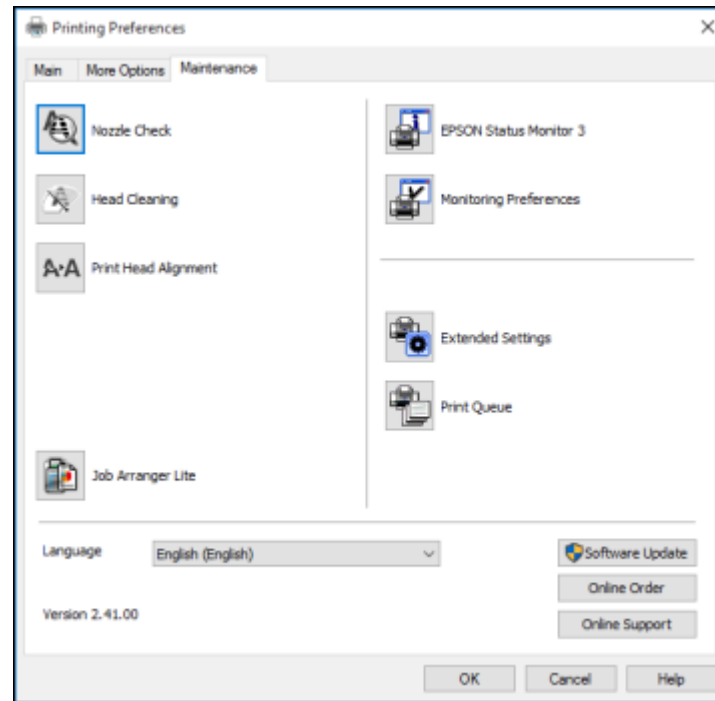 Printing Preferences
Main More Options Maintenance
Nozzle Check
EPSON Status Monitor 3
Head Cleaning
Monitoring Preferences
A·A Print Head Alignment
Extended Settings
Print Queue
Job Arranger Lite
Language English (English)
Software Update
Online Order
Version 2.41.00
Online Support
OK Cancel Help